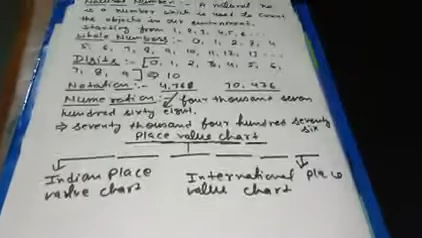 Natural Number :- A natural no
is a number which is used to count
the objects in our environment.
starting from 1, 2, 3, 4, 5, 6...
Whole Numbers :- 0, 1, 2, 3, 4
5, 6, 7, 8, 9, 10, 11, 12, 13 ...
Digits :- [0, 1, 2, 3, 4, 5, 6,
7, 8, 9] ⇒ 10
Notation :- 4,768 70,476
Numeration :- four thousand seven
hundred sixty eight.
⇒ seventy thousand four hundred seventy
six
Place value chart
Indian Place International place
value chart value chart